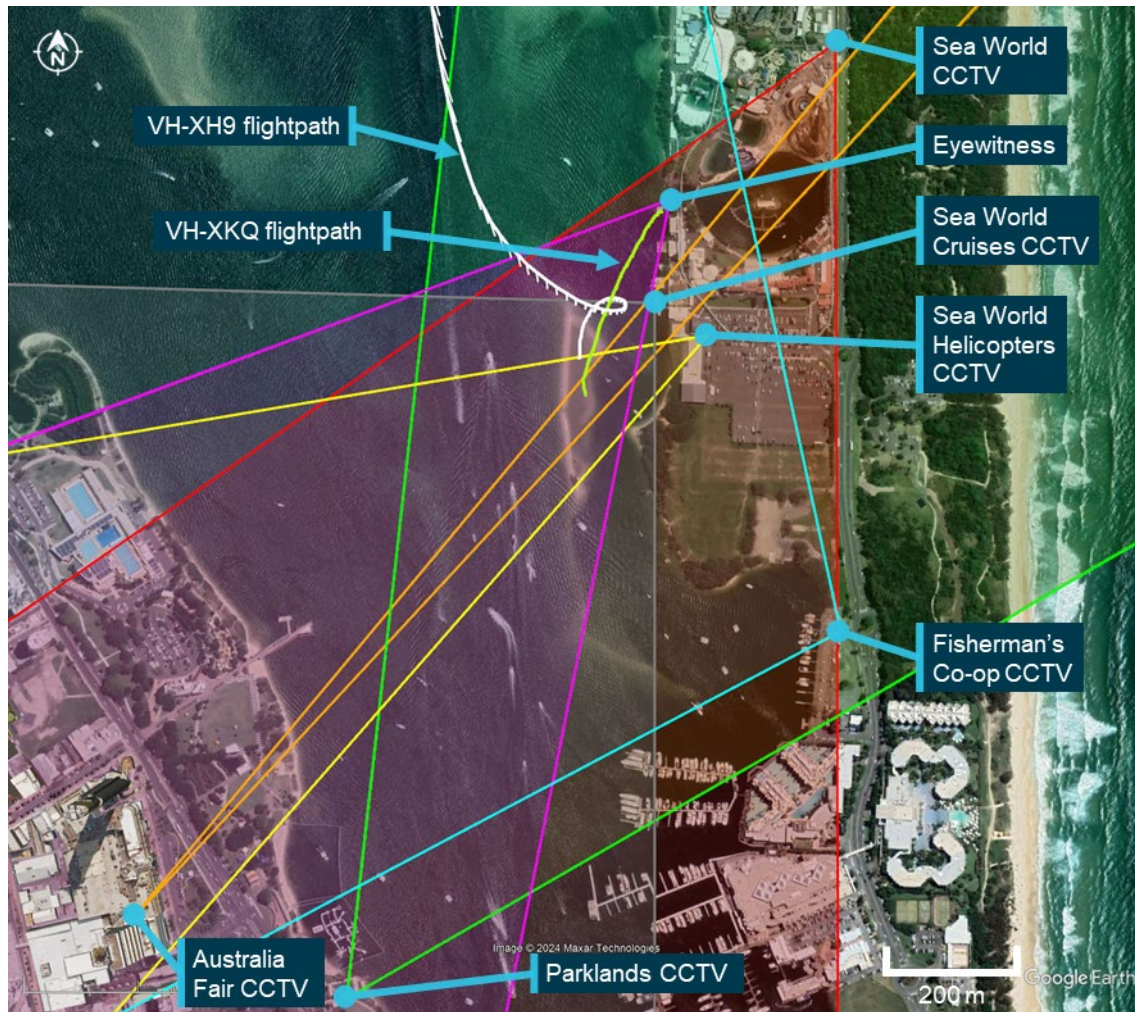 N
Sea World
CCTV
VH-XH9 flightpath
Eyewitness
VH-XKQ flightpath
Sea World
Cruises CCTV
Sea World
Helicopters
CCTV
Fisherman's
Co-op CCTV
Image © 2024 Maxar Technologies
Australia
Fair CCTV
Parklands CCTV
Google Earth
200 m